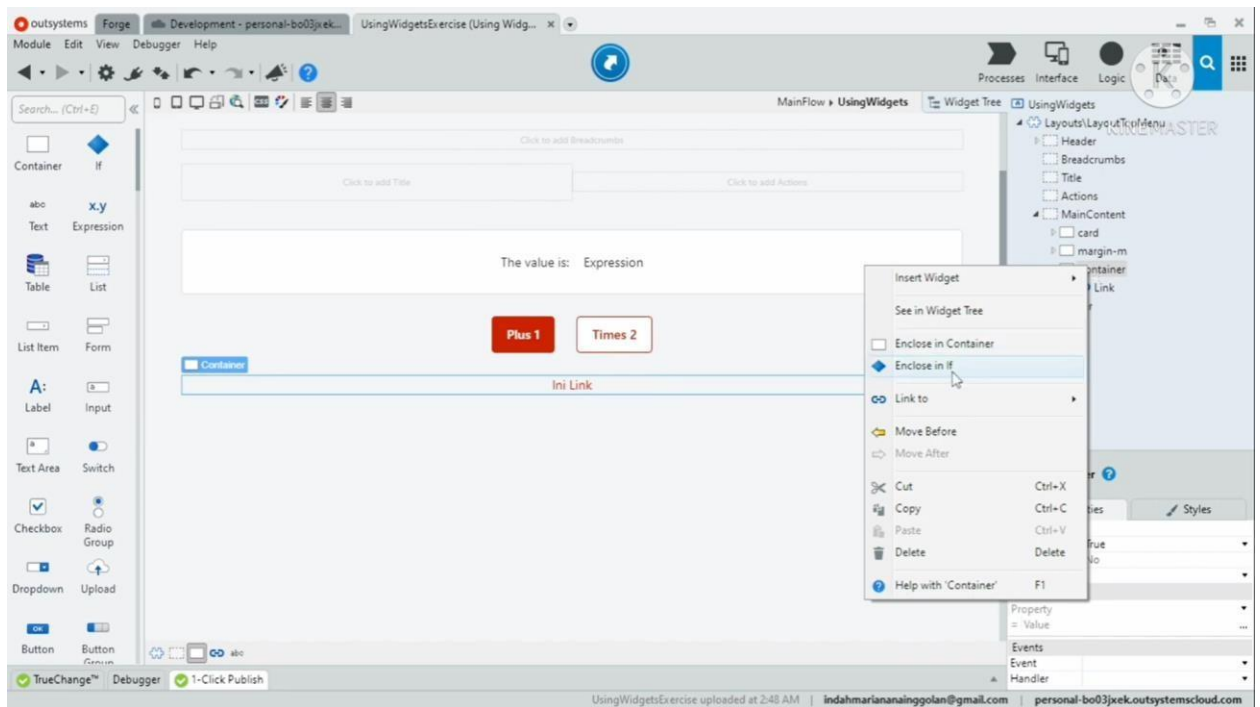 outsystems Forge Development - personal-bo03jxek... UsingWidgetsExercise (Using Widg...
Module Edit View Debugger Help
Processes Interface Logic Data
Search... (Ctrl+E)
MainFlow UsingWidgets Widget Tree
UsingWidgets
Layouts\LayoutTopMenu
KINEMASTER
Header
Breadcrumbs
Title
Actions
MainContent
card
margin-m
Link
Container If
Text Expression
Table List
List Item Form
Label Input
Text Area Switch
Checkbox Radio Group
Dropdown Upload
Button Button
Click to add Breadcrumbs
Click to add Title Click to add Actions
The value is: Expression
Plus 1 Times 2
Container
Ini Link
Insert Widget
See in Widget Tree
Enclose in Container
Enclose in If
Link to
Move Before
Move After
Cut Ctrl+X
Copy Ctrl+C
Paste Ctrl+V
Delete Delete
Help with 'Container' F1
Styles
True
No
Property
= Value
Events
Event
Handler
TrueChange™ Debugger 1-Click Publish
UsingWidgetsExercise uploaded at 2:48 AM | indahmariananainggolan@gmail.com | personal-bo03jxek.outsystemscloud.com